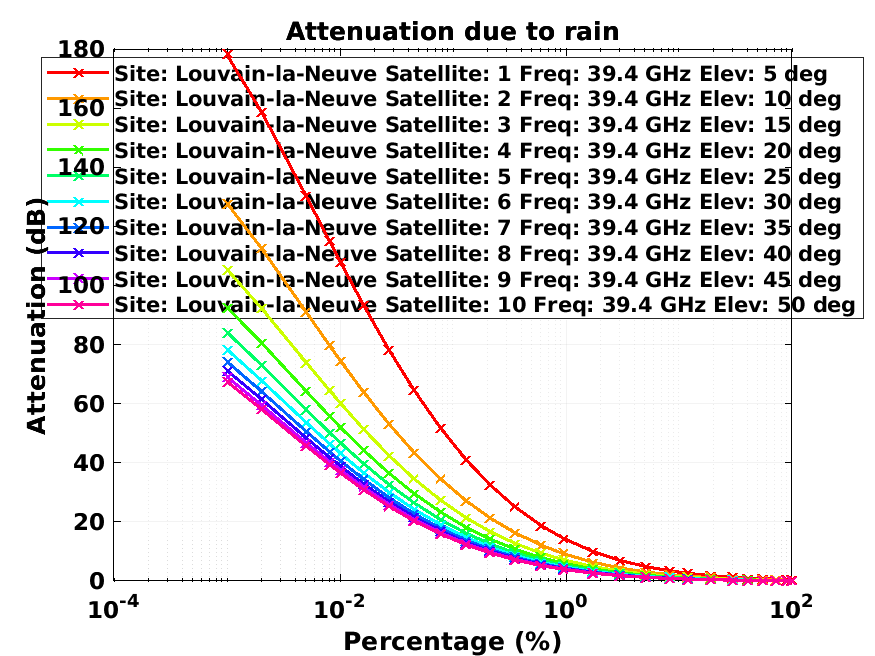 Attenuation due to rain
180
160
140
120
100
80
60
40
20
0
Attenuation (dB)
Site: Louvain-la-Neuve Satellite: 1 Freq: 39.4 GHz Elev: 5 deg
Site: Louvain-la-Neuve Satellite: 2 Freq: 39.4 GHz Elev: 10 deg
Site: Louvain-la-Neuve Satellite: 3 Freq: 39.4 GHz Elev: 15 deg
Site: Louvain-la-Neuve Satellite: 4 Freq: 39.4 GHz Elev: 20 deg
Site: Louvain-la-Neuve Satellite: 5 Freq: 39.4 GHz Elev: 25 deg
Site: Louvain-la-Neuve Satellite: 6 Freq: 39.4 GHz Elev: 30 deg
Site: Louvain-la-Neuve Satellite: 7 Freq: 39.4 GHz Elev: 35 deg
Site: Louvain-la-Neuve Satellite: 8 Freq: 39.4 GHz Elev: 40 deg
Site: Louvain-la-Neuve Satellite: 9 Freq: 39.4 GHz Elev: 45 deg
Site: Louvain-la-Neuve Satellite: 10 Freq: 39.4 GHz Elev: 50 deg
10^-4 10^-2 10^0 10^2
Percentage (%)